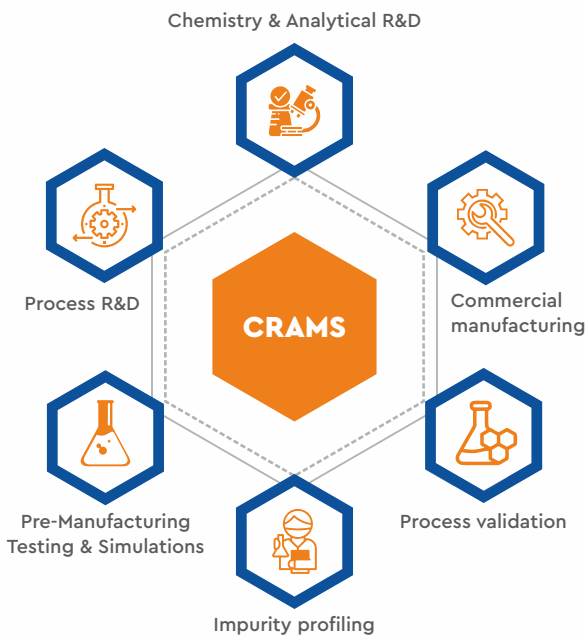 Chemistry & Analytical R&D
Process R&D
Commercial
manufacturing
CRAMS
Pre-Manufacturing
Testing & Simulations
Process validation
Impurity profiling